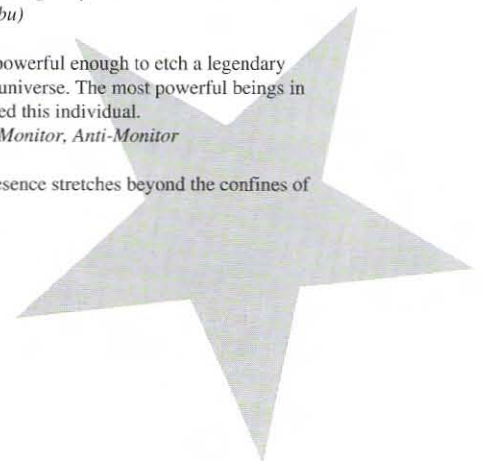 bu)
powerful enough to etch a legendary
universe. The most powerful beings in
ed this individual.
Monitor, Anti-Monitor
esence stretches beyond the confines of